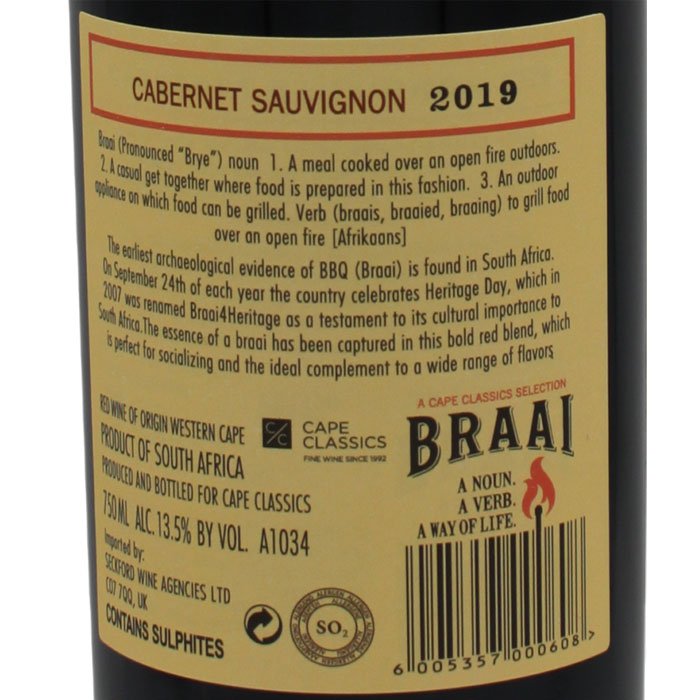 CABERNET SAUVIGNON 2019
Braai (Pronounced "Brye") noun 1. A meal cooked over an open fire outdoors.
2. A casual get together where food is prepared in this fashion. 3. An outdoor
appliance on which food can be grilled. Verb (braais, braaied, braaing) to grill food
over an open fire [Afrikaans]
The earliest archaeological evidence of BBQ (Braai) is found in South Africa.
On September 24th of each year the country celebrates Heritage Day, which in
2007 was renamed Braai4Heritage as a testament to its cultural importance to
South Africa.The essence of a braai has been captured in this bold red blend, which
is perfect for socializing and the ideal complement to a wide range of flavors
RED WINE OF ORIGIN WESTERN CAPE
PRODUCT OF SOUTH AFRICA
PRODUCED AND BOTTLED FOR CAPE CLASSICS
750ML ALC. 13.5% BY VOL. A1034
Imported by:
SECKFORD WINE AGENCIES LTD
CO7 7QQ, UK
CONTAINS SULPHITES
C/C CAPE
CLASSICS
FINE WINE SINCE 1992
A CAPE CLASSICS SELECTION
BRAAI
A NOUN.
A VERB.
A WAY OF LIFE.
SO2
6 005357 000608 >